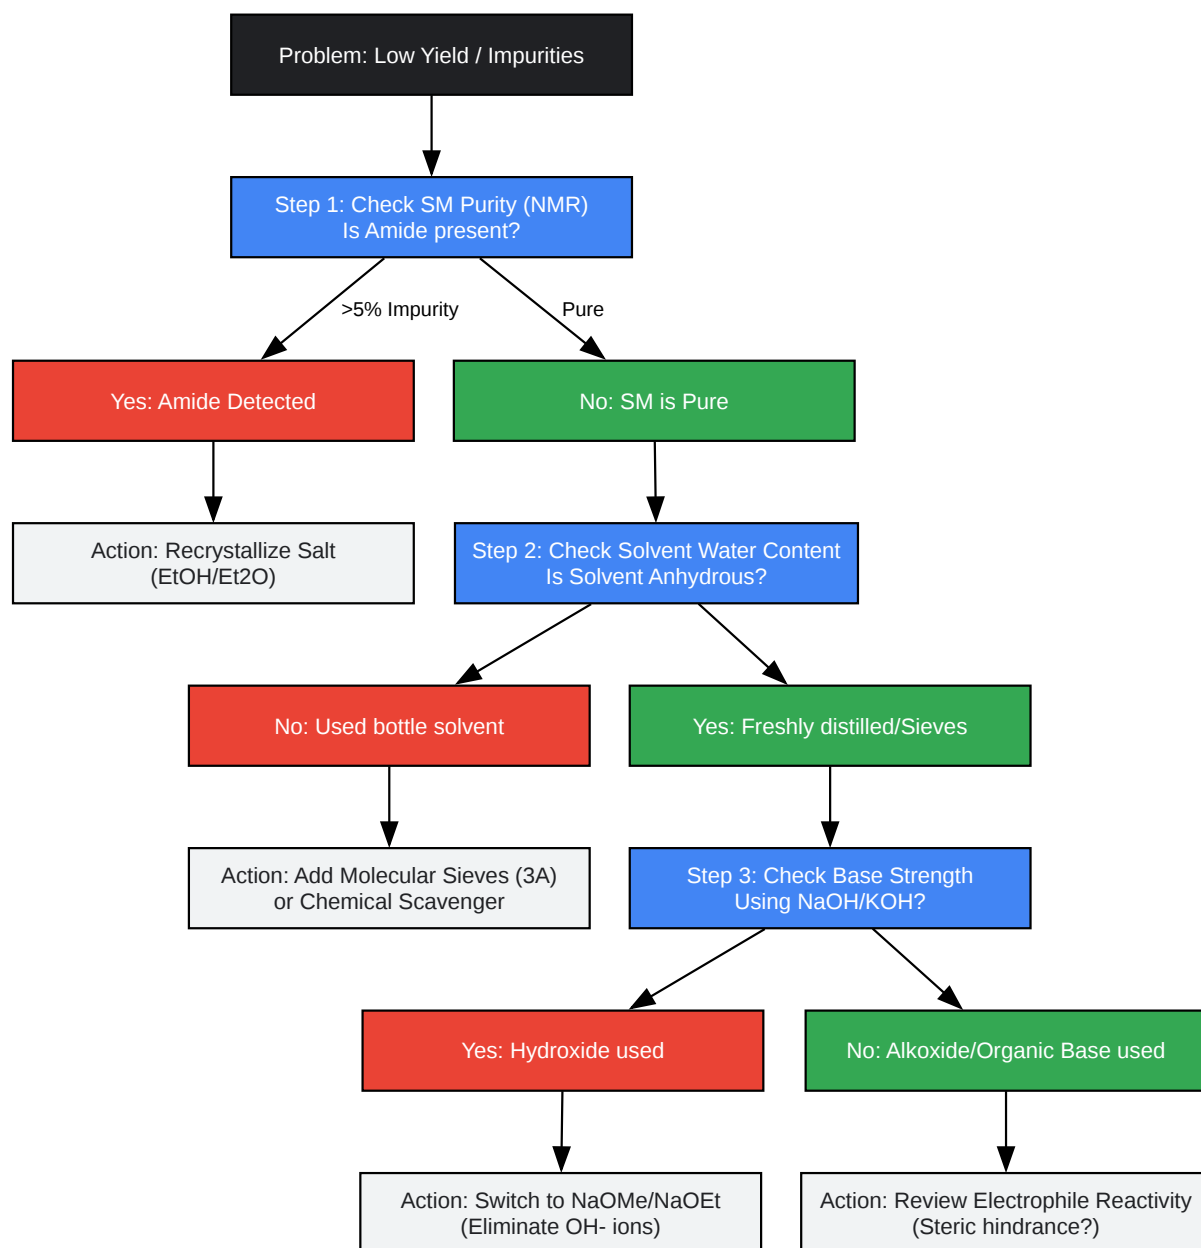 Problem: Low Yield / Impurities
Step 1: Check SM Purity (NMR)
Is Amide present?
>5% Impurity
Pure
Yes: Amide Detected
No: SM is Pure
Action: Recrystallize Salt
(EtOH/Et2O)
Step 2: Check Solvent Water Content
Is Solvent Anhydrous?
No: Used bottle solvent
Yes: Freshly distilled/Sieves
Action: Add Molecular Sieves (3A)
or Chemical Scavenger
Step 3: Check Base Strength
Using NaOH/KOH?
Yes: Hydroxide used
No: Alkoxide/Organic Base used
Action: Switch to NaOMe/NaOEt
(Eliminate OH- ions)
Action: Review Electrophile Reactivity
(Steric hindrance?)